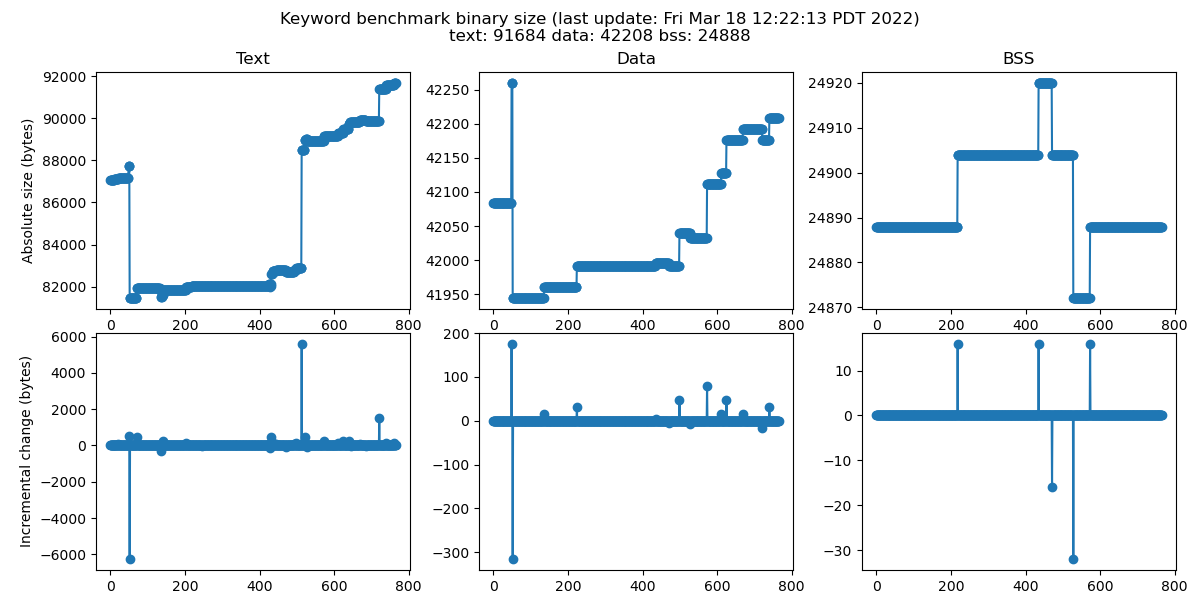 Keyword benchmark binary size (last update: Fri Mar 18 12:22:13 PDT 2022)
text: 91684 data: 42208 bss: 24888
Text
Data
BSS
Absolute size (bytes)
92000
90000
88000
86000
84000
82000
0 200 400 600 800
42250
42200
42150
42100
42050
42000
41950
0 200 400 600 800
24920
24910
24900
24890
24880
24870
0 200 400 600 800
Incremental change (bytes)
6000
4000
2000
0
−2000
−4000
−6000
0 200 400 600 800
200
100
0
−100
−200
−300
0 200 400 600 800
10
0
−10
−20
−30
0 200 400 600 800